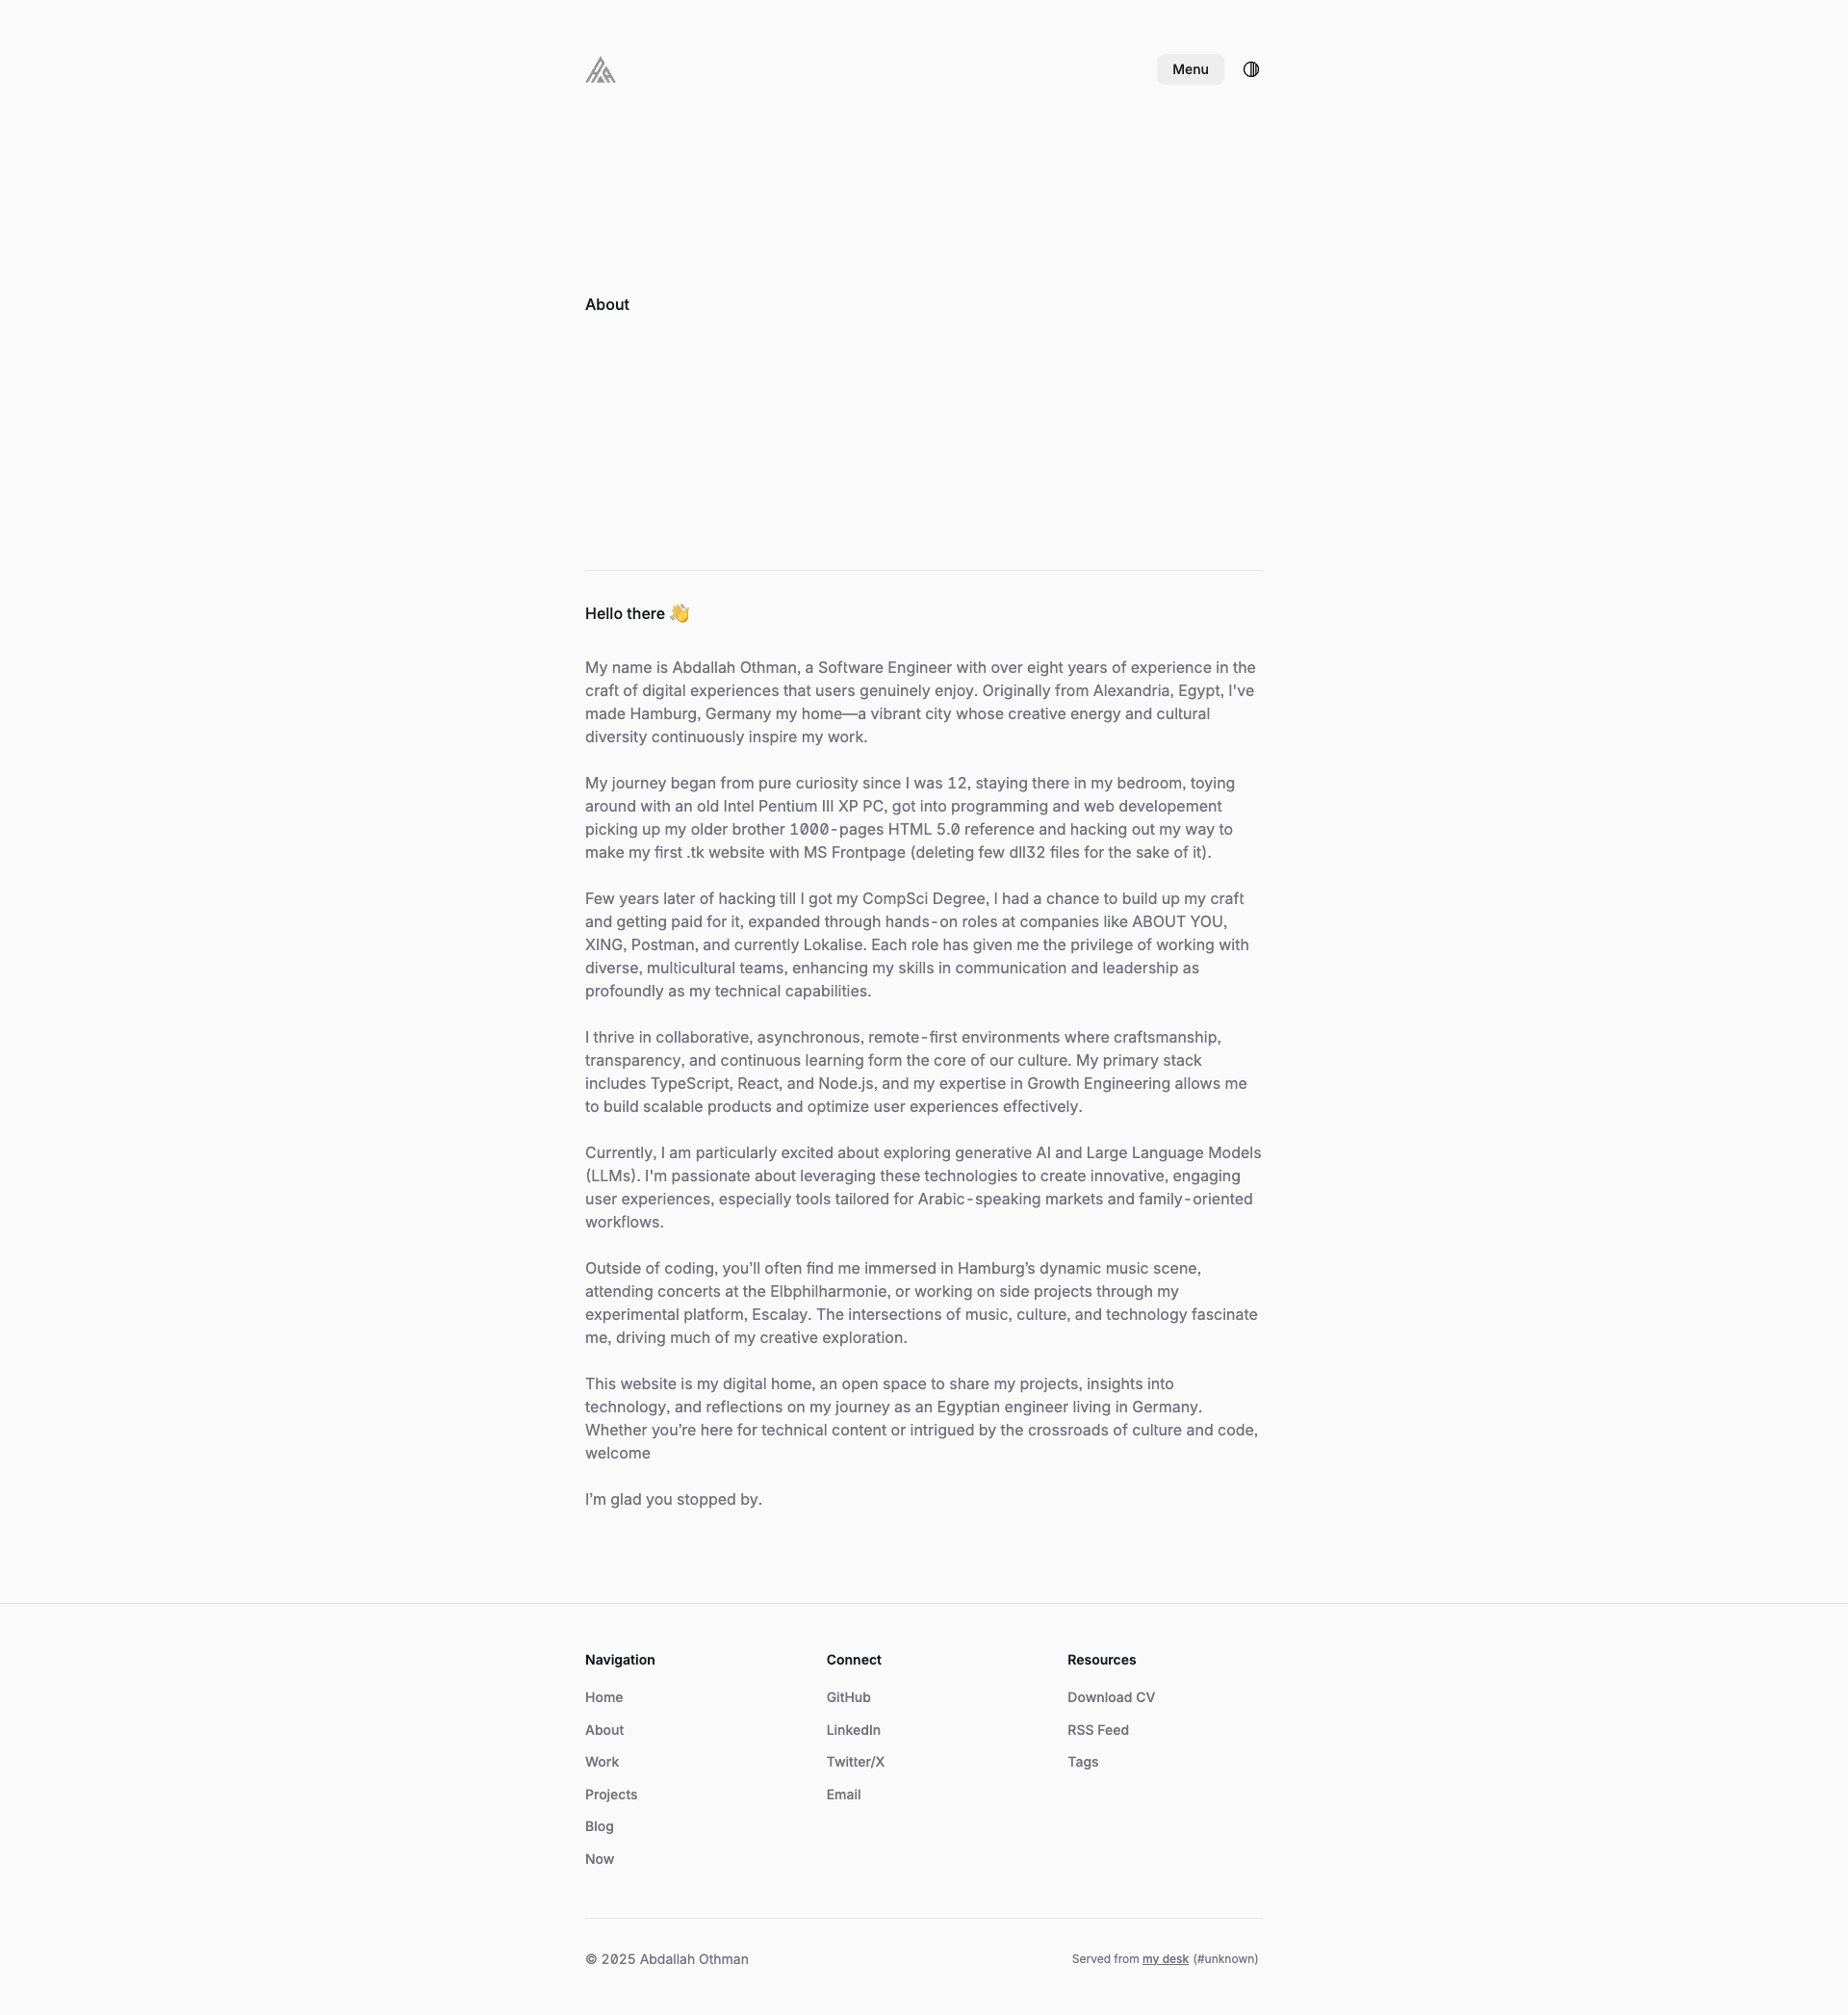 Menu
About
Hello there 👋
My name is Abdallah Othman, a Software Engineer with over eight years of experience in the
craft of digital experiences that users genuinely enjoy. Originally from Alexandria, Egypt, I've
made Hamburg, Germany my home—a vibrant city whose creative energy and cultural
diversity continuously inspire my work.
My journey began from pure curiosity since I was 12, staying there in my bedroom, toying
around with an old Intel Pentium III XP PC, got into programming and web developement
picking up my older brother 1000-pages HTML 5.0 reference and hacking out my way to
make my first .tk website with MS Frontpage (deleting few dll32 files for the sake of it).
Few years later of hacking till I got my CompSci Degree, I had a chance to build up my craft
and getting paid for it, expanded through hands-on roles at companies like ABOUT YOU,
XING, Postman, and currently Lokalise. Each role has given me the privilege of working with
diverse, multicultural teams, enhancing my skills in communication and leadership as
profoundly as my technical capabilities.
I thrive in collaborative, asynchronous, remote-first environments where craftsmanship,
transparency, and continuous learning form the core of our culture. My primary stack
includes TypeScript, React, and Node.js, and my expertise in Growth Engineering allows me
to build scalable products and optimize user experiences effectively.
Currently, I am particularly excited about exploring generative AI and Large Language Models
(LLMs). I'm passionate about leveraging these technologies to create innovative, engaging
user experiences, especially tools tailored for Arabic-speaking markets and family-oriented
workflows.
Outside of coding, you’ll often find me immersed in Hamburg’s dynamic music scene,
attending concerts at the Elbphilharmonie, or working on side projects through my
experimental platform, Escalay. The intersections of music, culture, and technology fascinate
me, driving much of my creative exploration.
This website is my digital home, an open space to share my projects, insights into
technology, and reflections on my journey as an Egyptian engineer living in Germany.
Whether you’re here for technical content or intrigued by the crossroads of culture and code,
welcome
I’m glad you stopped by.
Navigation
Home
About
Work
Projects
Blog
Now
Connect
GitHub
LinkedIn
Twitter/X
Email
Resources
Download CV
RSS Feed
Tags
© 2025 Abdallah Othman
Served from my desk (#unknown)